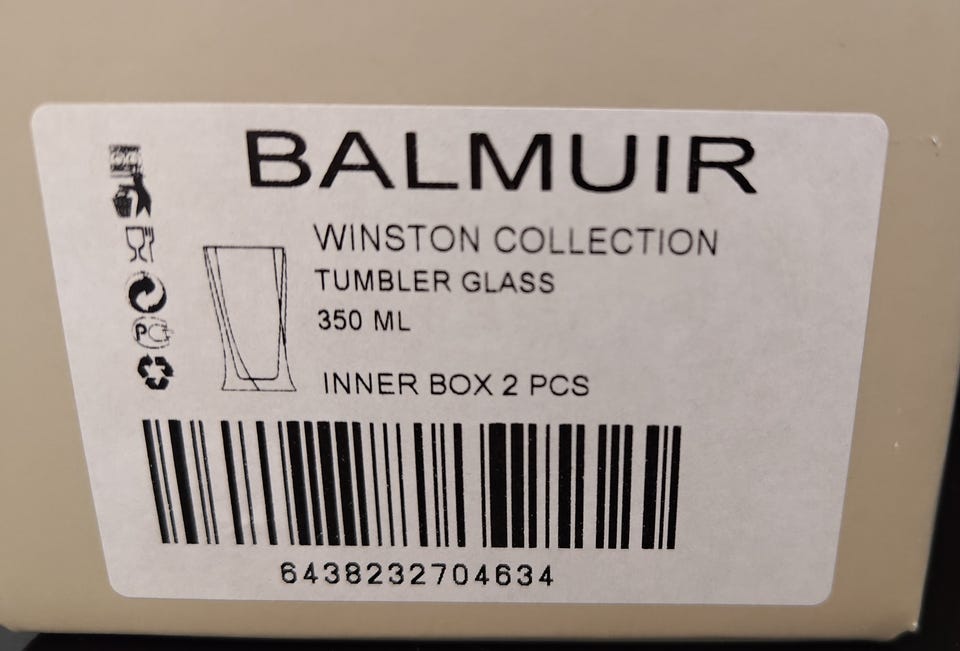 BALMUIR
WINSTON COLLECTION
TUMBLER GLASS
350 ML
INNER BOX 2 PCS
6438232704634